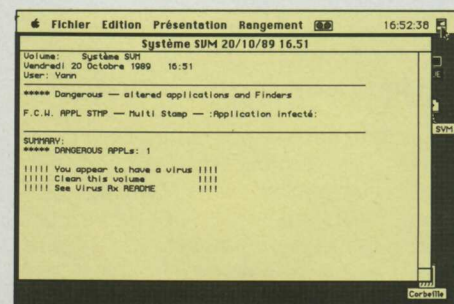 Fichier Edition Présentation Rangement 16:52:38
Système SVM 20/10/89 16.51
Volume: Système SVM
Vendredi 20 Octobre 1989 16:51
User: Yann
***** Dangerous — altered applications and Finders
F.C.W. APPL STMP — Multi Stamp — :Application infecté:
SUMMARY:
***** DANGEROUS APPLs: 1
!!!!! You appear to have a virus !!!!
!!!!! Clean this volume !!!!
!!!!! See Virus Rx README !!!!
SVM
Corbeille